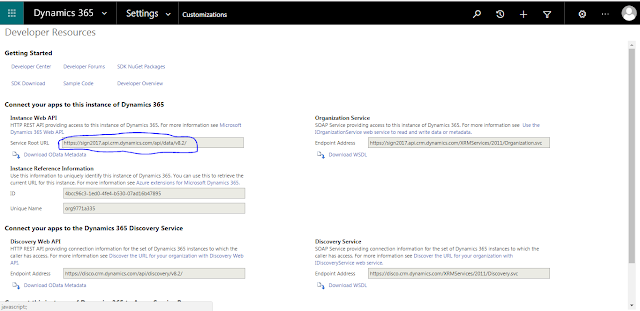 Dynamics 365
Settings
Customizations
Developer Resources
Getting Started
Developer Center
Developer Forums
SDK NuGet Packages
SDK Download
Sample Code
Developer Overview
Connect your apps to this instance of Dynamics 365
Instance Web API
HTTP REST API providing access to this instance of Dynamics 365. For more information see Microsoft
Dynamics 365 Web API.
Service Root URL
https://sign2017.api.crm.dynamics.com/api/data/v8.2/
Download OData Metadata
Instance Reference Information
Use this information to uniquely identify this instance of Dynamics 365. You can use this to retrieve the
current URL for this instance. For more information see Azure extensions for Microsoft Dynamics 365.
ID
Unique Name
org9771a335
Organization Service
SOAP Service providing access to this instance of Dynamics 365. For more information see Use the
IOrganizationService web service to read and write data or metadata.
Endpoint Address
https://sign2017.api.crm.dynamics.com/XRMServices/2011/Organization.svc
Download WSDL
Connect your apps to the Dynamics 365 Discovery Service
Discovery Web API
HTTP REST API providing connection information for the set of Dynamics 365 instances to which the
caller has access. For more information see Discover the URL for your organization with Discovery
Web API.
Endpoint Address
https://disco.crm.dynamics.com/api/discovery/v8.2/
Download OData Metadata
Discovery Service
SOAP Service providing connection information for the set of Dynamics 365 instances to which the
caller has access. For more information see Discover the URL for your organization with
IDiscoveryService web service.
Endpoint Address
https://disco.crm.dynamics.com/XRMServices/2011/Discovery.svc
Download WSDL
javascript:;